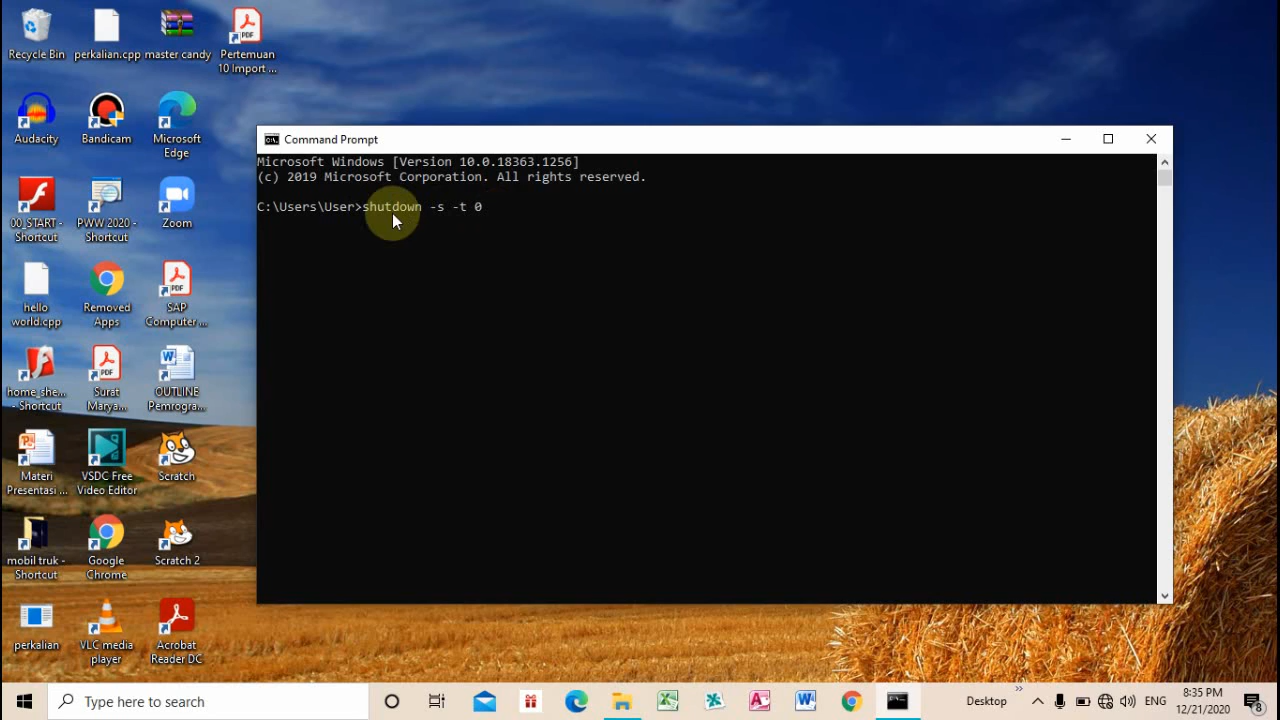 Recycle Bin
perkalian.cpp
master candy
Pertemuan
10 Import ...
Audacity
Bandicam
Microsoft
Edge
00_START -
Shortcut
PWW 2020 -
Shortcut
Zoom
hello
world.cpp
Removed
Apps
SAP
Computer ...
home_she...
- Shortcut
Surat
Marya...
OUTLINE
Pemrogra...
Materi
Presentasi ...
VSDC Free
Video Editor
Scratch
mobil truk -
Shortcut
Google
Chrome
Scratch 2
perkalian
VLC media
player
Acrobat
Reader DC
Command Prompt
Microsoft Windows [Version 10.0.18363.1256]
(c) 2019 Microsoft Corporation. All rights reserved.
C:\Users\User>shutdown -s -t 0
Type here to search
Desktop
ENG
8:35 PM
12/21/2020
8